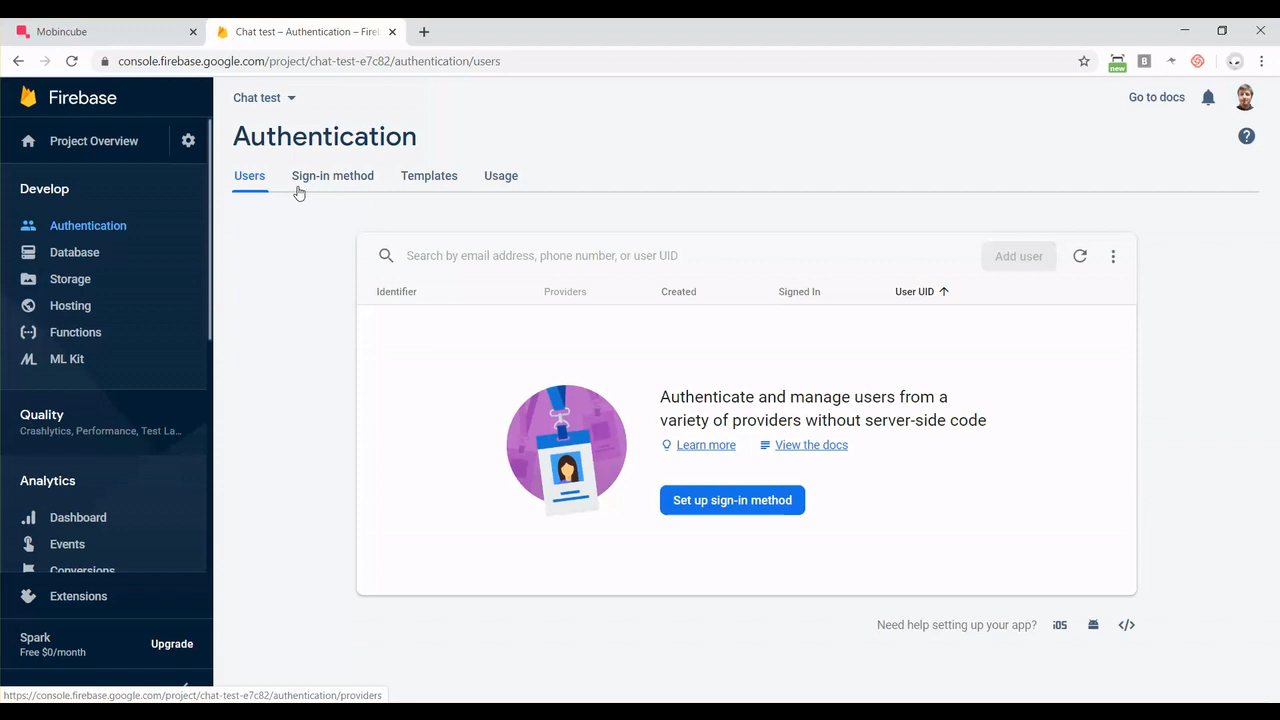 Mobincube
Chat test – Authentication – Fire
console.firebase.google.com/project/chat-test-e7c82/authentication/users
new
B
Firebase
Project Overview
Develop
Authentication
Database
Storage
Hosting
Functions
ML Kit
Quality
Crashlytics, Performance, Test La...
Analytics
Dashboard
Events
Conversions
Extensions
Spark
Free $0/month
Upgrade
Chat test
Go to docs
Authentication
Users
Sign-in method
Templates
Usage
Search by email address, phone number, or user UID
Add user
Identifier
Providers
Created
Signed In
User UID
Authenticate and manage users from a
variety of providers without server-side code
Learn more
View the docs
Set up sign-in method
Need help setting up your app?
iOS
https://console.firebase.google.com/project/chat-test-e7c82/authentication/providers